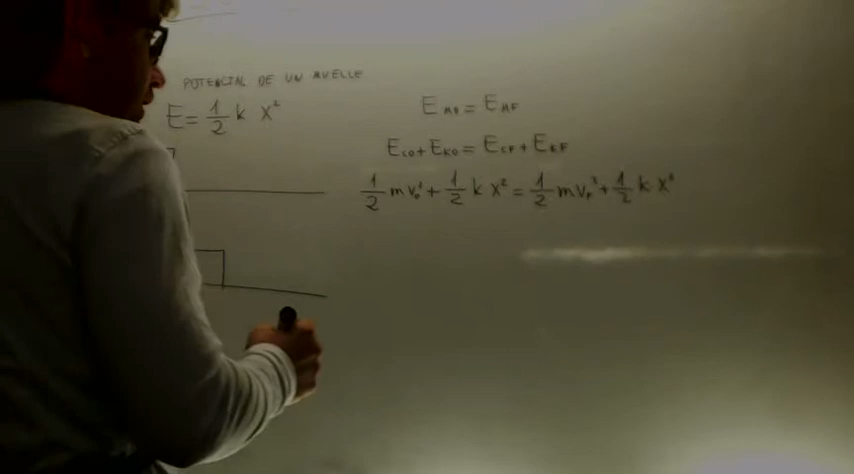 POTENCIAL DE UN MUELLE
E = 1/2 k x²
E_M0 = E_MF
E_C0 + E_K0 = E_CF + E_KF
1/2 m v₀² + 1/2 k x² = 1/2 m v_F² + 1/2 k x²